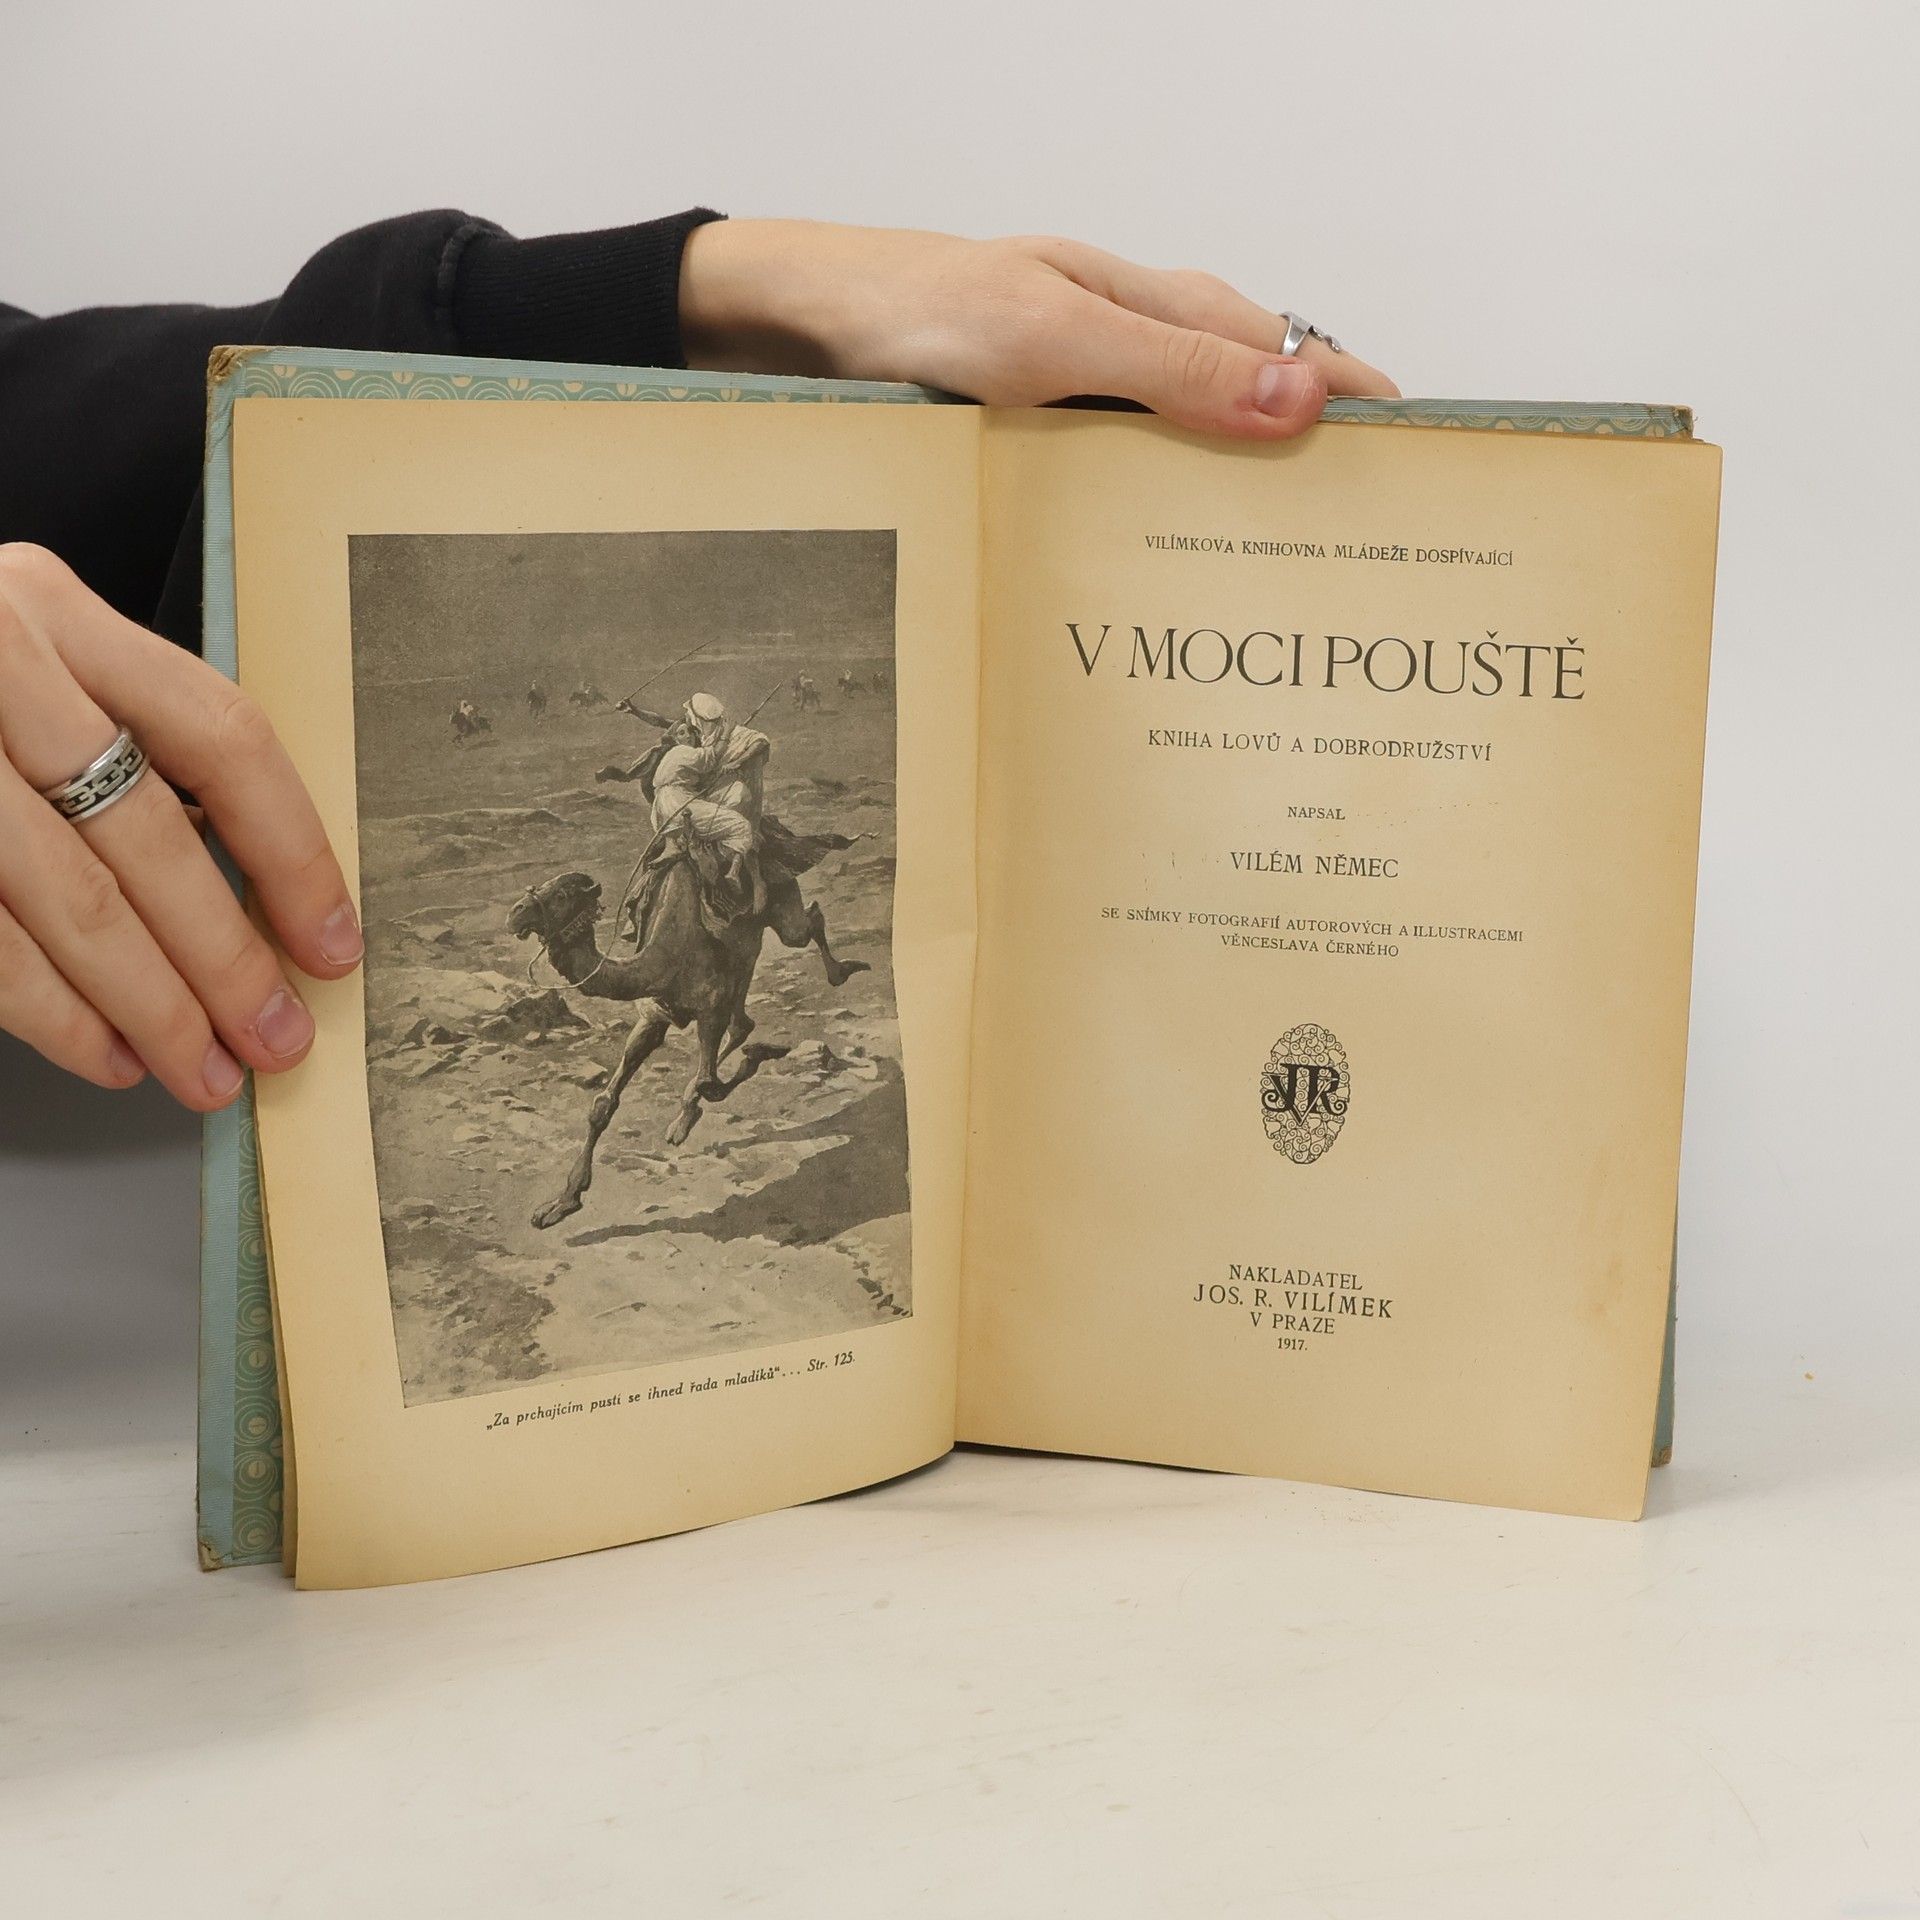 „Za prchajícím pustí se ihned řada mladíků“... Str. 125.
VILÍMKOVA KNIHOVNA MLÁDEŽE DOSPÍVAJÍCÍ
V MOCI POUŠTĚ
KNIHA LOVŮ A DOBRODRUŽSTVÍ
NAPSAL
VILÉM NĚMEC
SE SNÍMKY FOTOGRAFIÍ AUTOROVÝCH A ILLUSTRACEMI
VĚNCESLAVA ČERNÉHO
JRV
NAKLADATEL
JOS. R. VILÍMEK
V PRAZE
1917.